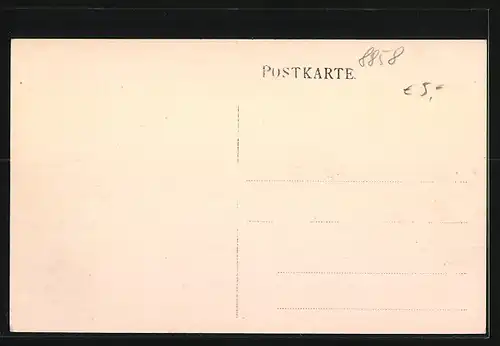 8858
POSTKARTE.
€ 5,-